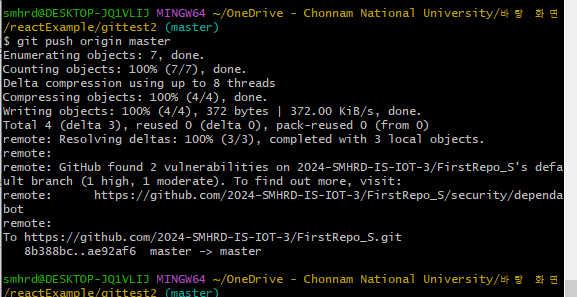 smhrd@DESKTOP-JQ1VLIJ MINGW64 ~/OneDrive - Chonnam National University/바탕 화면
/reactExample/gittest2 (master)
$ git push origin master
Enumerating objects: 7, done.
Counting objects: 100% (7/7), done.
Delta compression using up to 8 threads
Compressing objects: 100% (4/4), done.
Writing objects: 100% (4/4), 372 bytes | 372.00 KiB/s, done.
Total 4 (delta 3), reused 0 (delta 0), pack-reused 0 (from 0)
remote: Resolving deltas: 100% (3/3), completed with 3 local objects.
remote:
remote: GitHub found 2 vulnerabilities on 2024-SMHRD-IS-IOT-3/FirstRepo_S's defa
ult branch (1 high, 1 moderate). To find out more, visit:
remote:      https://github.com/2024-SMHRD-IS-IOT-3/FirstRepo_S/security/dependa
bot
remote:
To https://github.com/2024-SMHRD-IS-IOT-3/FirstRepo_S.git
   8b388bc..ae92af6  master -> master
smhrd@DESKTOP-JQ1VLIJ MINGW64 ~/OneDrive - Chonnam National University/바탕 화면
/reactExample/gittest2 (master)